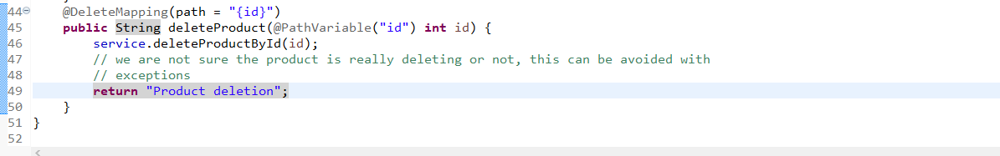 44 @DeleteMapping(path = "{id}")
45 public String deleteProduct(@PathVariable("id") int id) {
46 service.deleteProductById(id);
47 // we are not sure the product is really deleting or not, this can be avoided with
48 // exceptions
49 return "Product deletion";
50 }
51 }
52